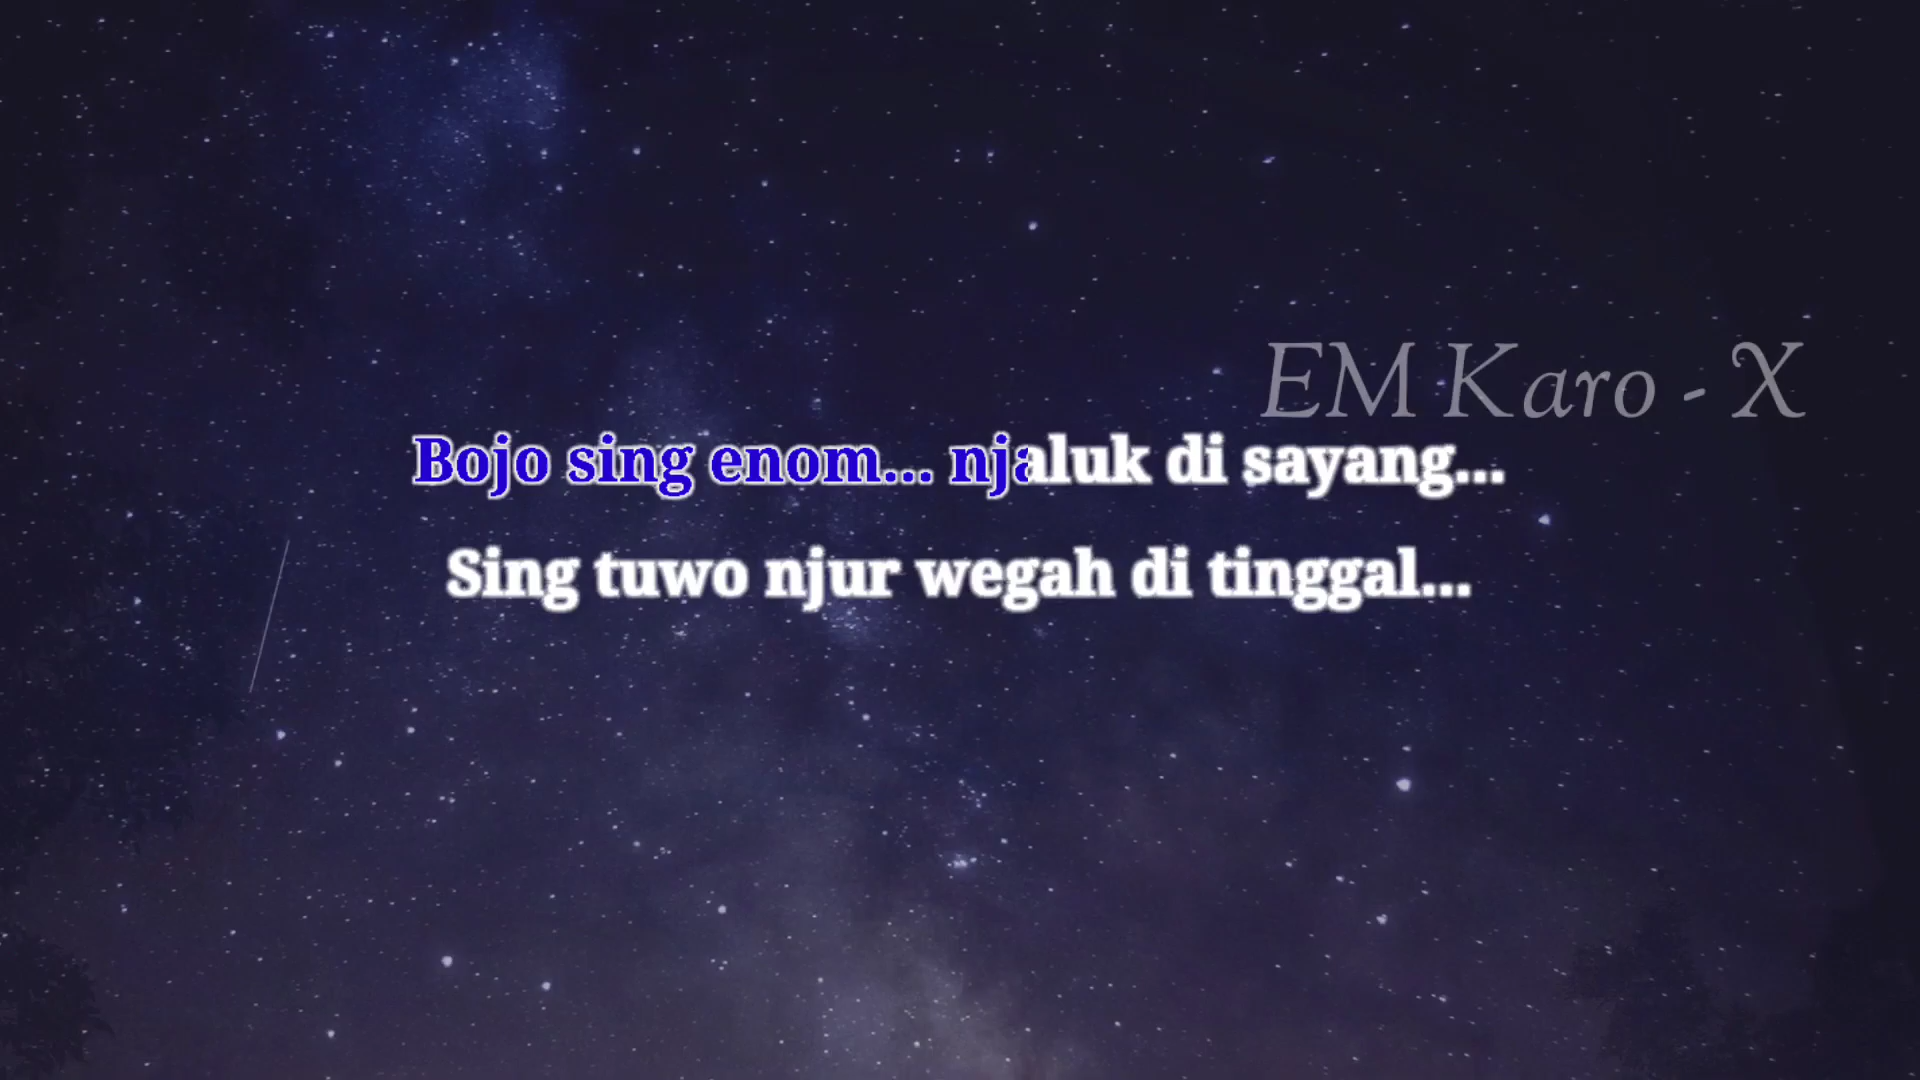 EM Karo - X
Bojo sing enom... njaluk di sayang...
Sing tuwo njur wegah di tinggal...